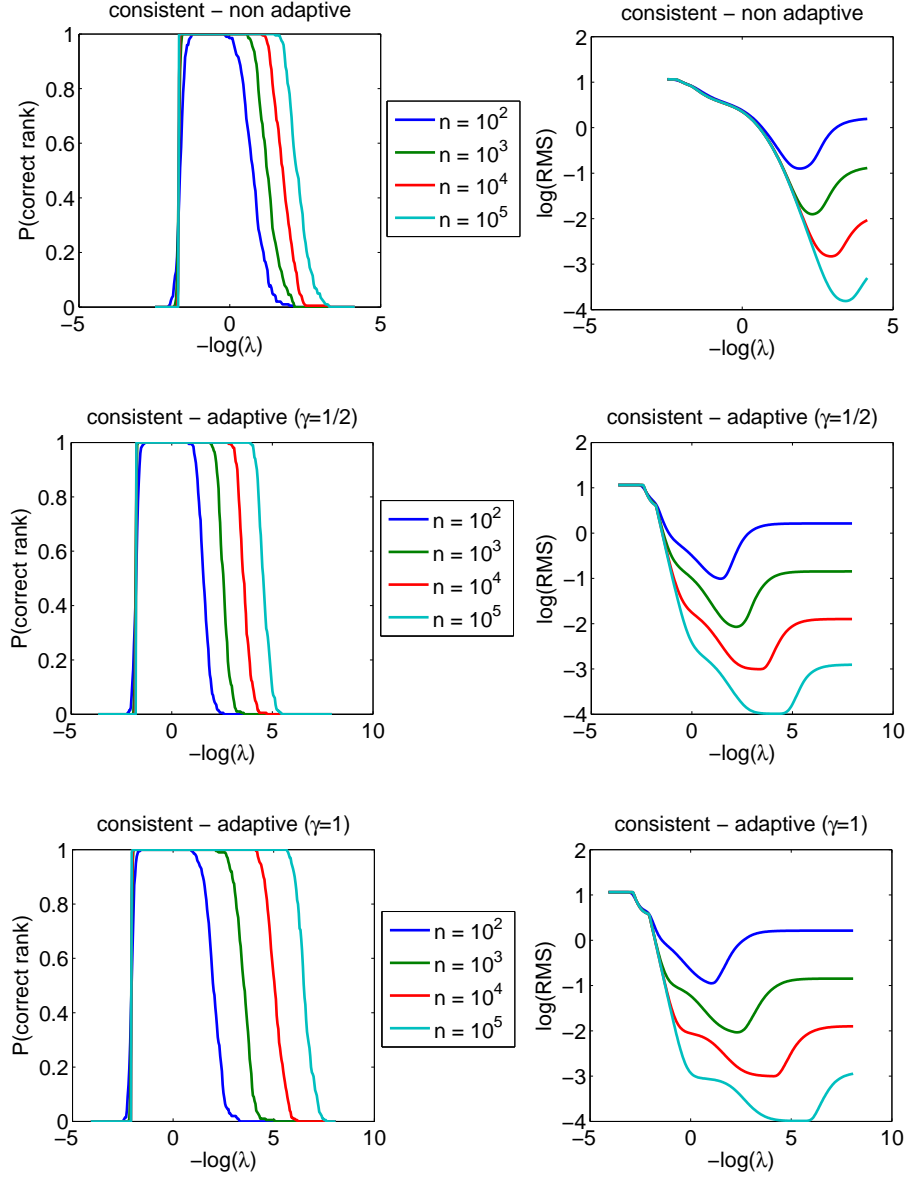 consistent − non adaptive
1
0.8
0.6
0.4
0.2
0
−5
0
5
P(correct rank)
−log(λ)
n = 10^2
n = 10^3
n = 10^4
n = 10^5
consistent − non adaptive
2
1
0
−1
−2
−3
−4
−5
0
5
log(RMS)
−log(λ)
consistent − adaptive (γ=1/2)
1
0.8
0.6
0.4
0.2
0
−5
0
5
10
P(correct rank)
−log(λ)
n = 10^2
n = 10^3
n = 10^4
n = 10^5
consistent − adaptive (γ=1/2)
2
1
0
−1
−2
−3
−4
−5
0
5
10
log(RMS)
−log(λ)
consistent − adaptive (γ=1)
1
0.8
0.6
0.4
0.2
0
−5
0
5
10
P(correct rank)
−log(λ)
n = 10^2
n = 10^3
n = 10^4
n = 10^5
consistent − adaptive (γ=1)
2
1
0
−1
−2
−3
−4
−5
0
5
10
log(RMS)
−log(λ)